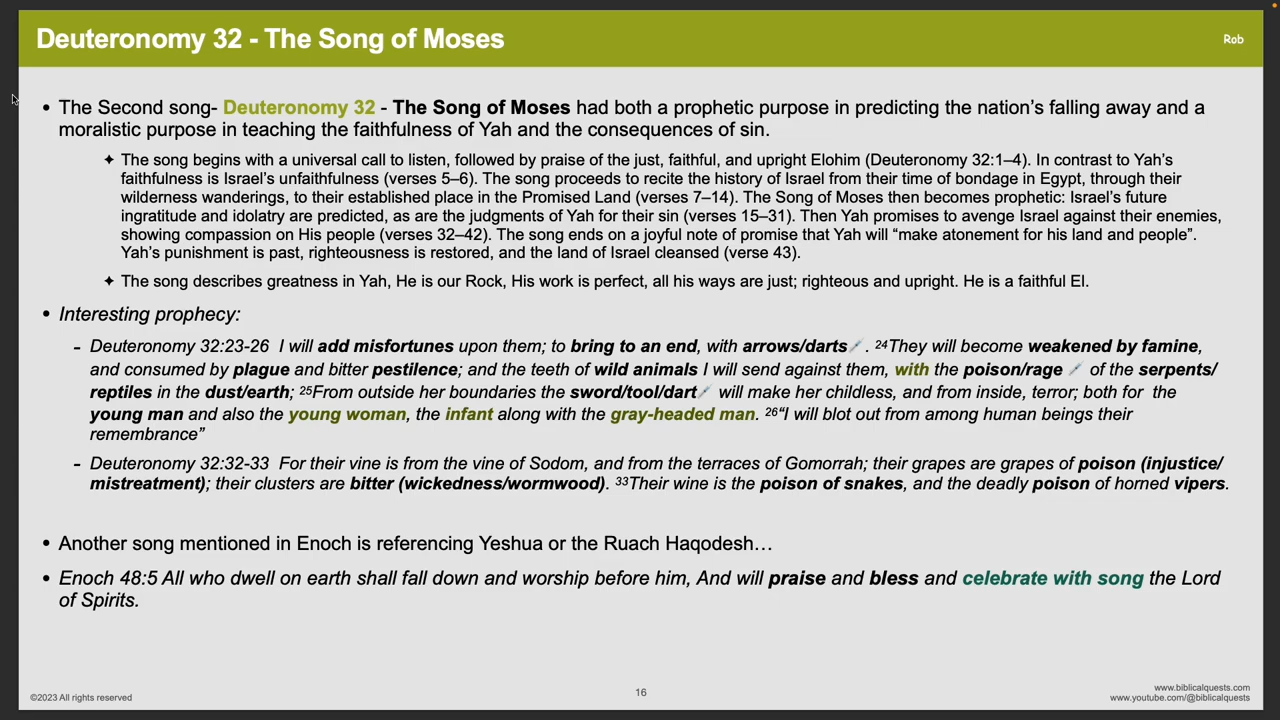 Deuteronomy 32 - The Song of Moses
Rob
• The Second song- Deuteronomy 32 - The Song of Moses had both a prophetic purpose in predicting the nation’s falling away and a
moralistic purpose in teaching the faithfulness of Yah and the consequences of sin.
✦ The song begins with a universal call to listen, followed by praise of the just, faithful, and upright Elohim (Deuteronomy 32:1–4). In contrast to Yah’s
faithfulness is Israel’s unfaithfulness (verses 5–6). The song proceeds to recite the history of Israel from their time of bondage in Egypt, through their
wilderness wanderings, to their established place in the Promised Land (verses 7–14). The Song of Moses then becomes prophetic: Israel’s future
ingratitude and idolatry are predicted, as are the judgments of Yah for their sin (verses 15–31). Then Yah promises to avenge Israel against their enemies,
showing compassion on His people (verses 32–42). The song ends on a joyful note of promise that Yah will “make atonement for his land and people”.
Yah’s punishment is past, righteousness is restored, and the land of Israel cleansed (verse 43).
✦ The song describes greatness in Yah, He is our Rock, His work is perfect, all his ways are just; righteous and upright. He is a faithful El.
• Interesting prophecy:
- Deuteronomy 32:23-26 I will add misfortunes upon them; to bring to an end, with arrows/darts💉. ²⁴They will become weakened by famine,
and consumed by plague and bitter pestilence; and the teeth of wild animals I will send against them, with the poison/rage 💉 of the serpents/
reptiles in the dust/earth; ²⁵From outside her boundaries the sword/tool/dart💉 will make her childless, and from inside, terror; both for the
young man and also the young woman, the infant along with the gray-headed man. ²⁶“I will blot out from among human beings their
remembrance”
- Deuteronomy 32:32-33 For their vine is from the vine of Sodom, and from the terraces of Gomorrah; their grapes are grapes of poison (injustice/
mistreatment); their clusters are bitter (wickedness/wormwood). ³³Their wine is the poison of snakes, and the deadly poison of horned vipers.
• Another song mentioned in Enoch is referencing Yeshua or the Ruach Haqodesh…
• Enoch 48:5 All who dwell on earth shall fall down and worship before him, And will praise and bless and celebrate with song the Lord
of Spirits.
©2023 All rights reserved
16
www.biblicalquests.com
www.youtube.com/@biblicalquests